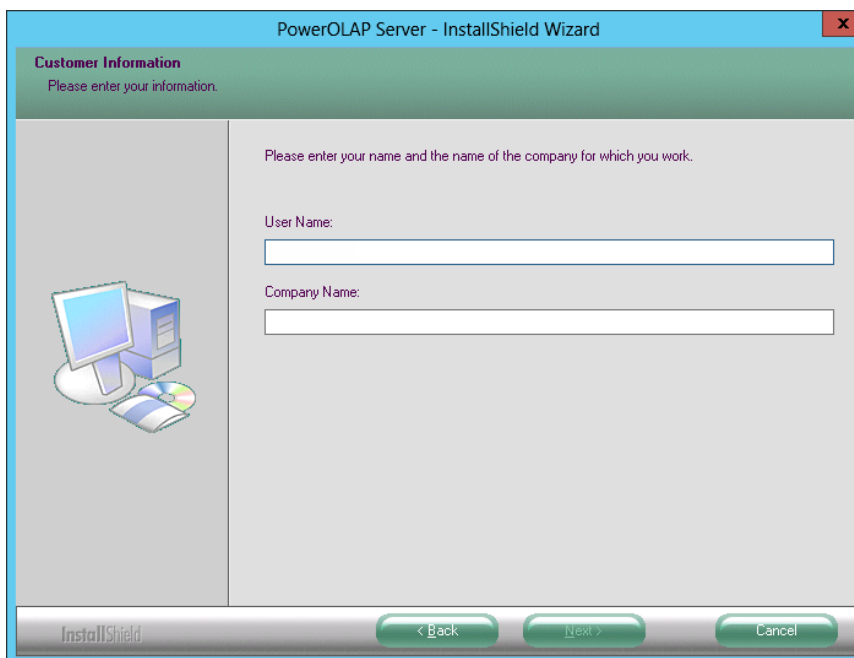 PowerOLAP Server - InstallShield Wizard
x
Customer Information
Please enter your information.
Please enter your name and the name of the company for which you work.
User Name:
Company Name:
InstallShield
< Back
Next >
Cancel